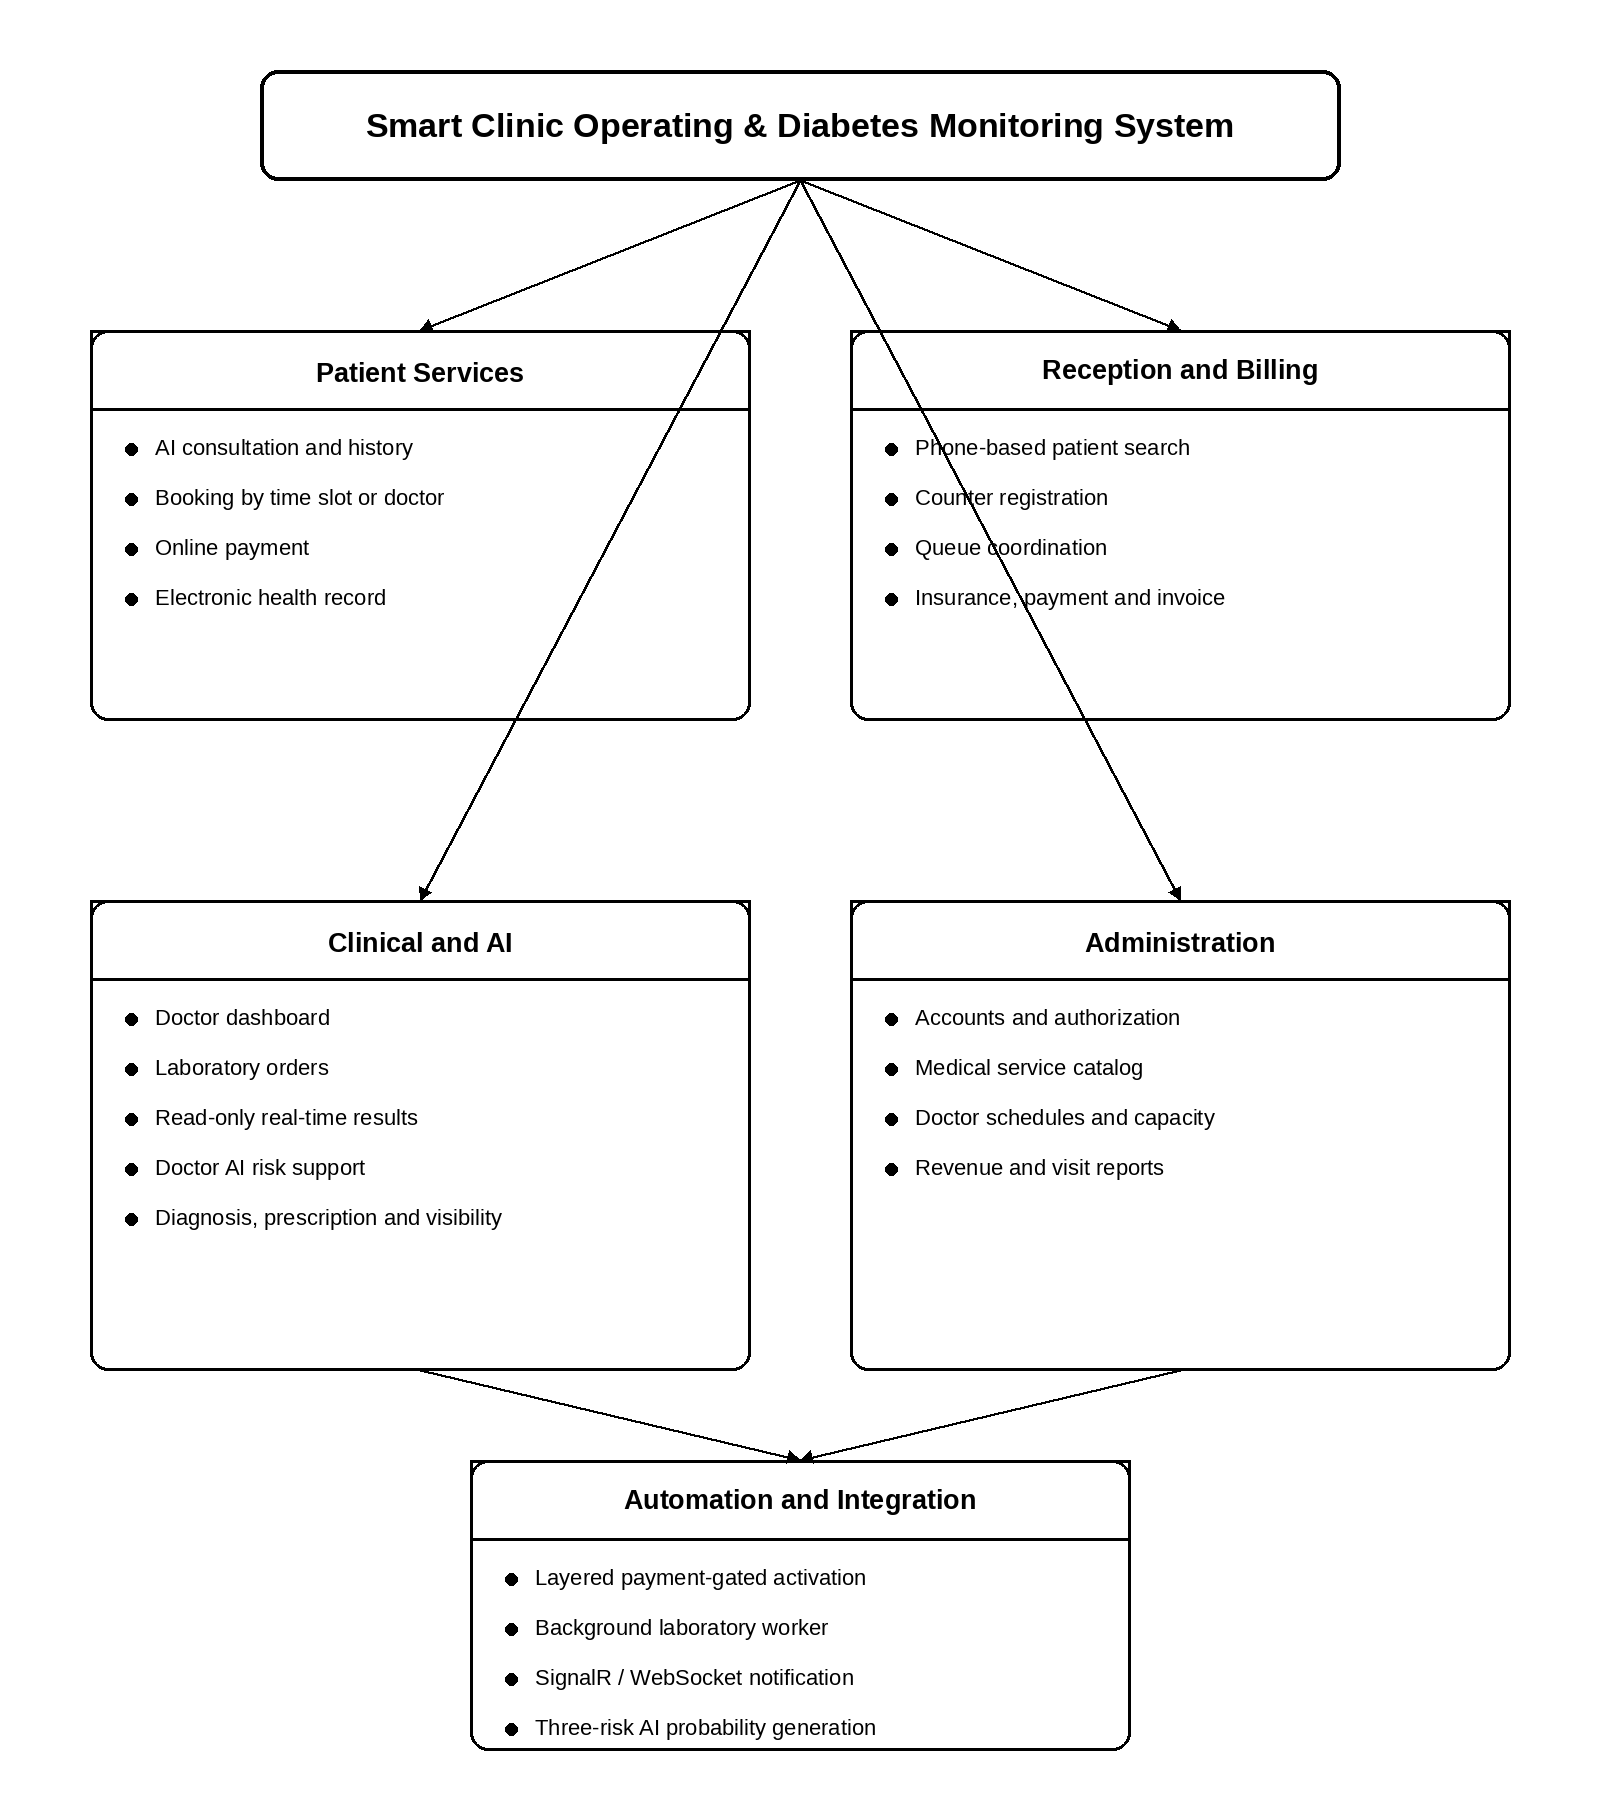 Smart Clinic Operating & Diabetes Monitoring System
Patient Services
AI consultation and history
Booking by time slot or doctor
Online payment
Electronic health record
Reception and Billing
Phone-based patient search
Counter registration
Queue coordination
Insurance, payment and invoice
Clinical and AI
Doctor dashboard
Laboratory orders
Read-only real-time results
Doctor AI risk support
Diagnosis, prescription and visibility
Administration
Accounts and authorization
Medical service catalog
Doctor schedules and capacity
Revenue and visit reports
Automation and Integration
Layered payment-gated activation
Background laboratory worker
SignalR / WebSocket notification
Three-risk AI probability generation